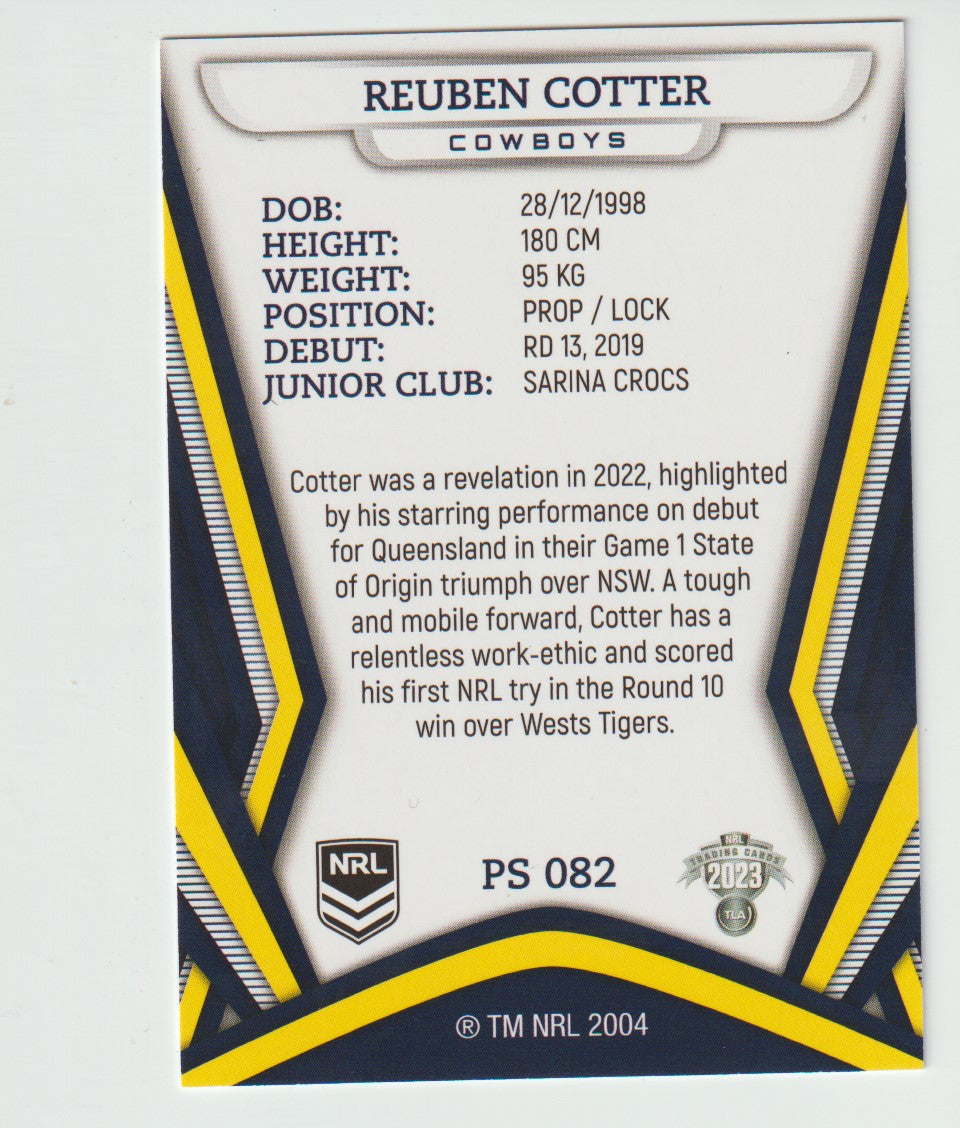 REUBEN COTTER
COWBOYS
DOB: 28/12/1998
HEIGHT: 180 CM
WEIGHT: 95 KG
POSITION: PROP / LOCK
DEBUT: RD 13, 2019
JUNIOR CLUB: SARINA CROCS
Cotter was a revelation in 2022, highlighted
by his starring performance on debut
for Queensland in their Game 1 State
of Origin triumph over NSW. A tough
and mobile forward, Cotter has a
relentless work-ethic and scored
his first NRL try in the Round 10
win over Wests Tigers.
NRL
PS 082
NRL
TRADING CARDS
2023
TLA
® TM NRL 2004